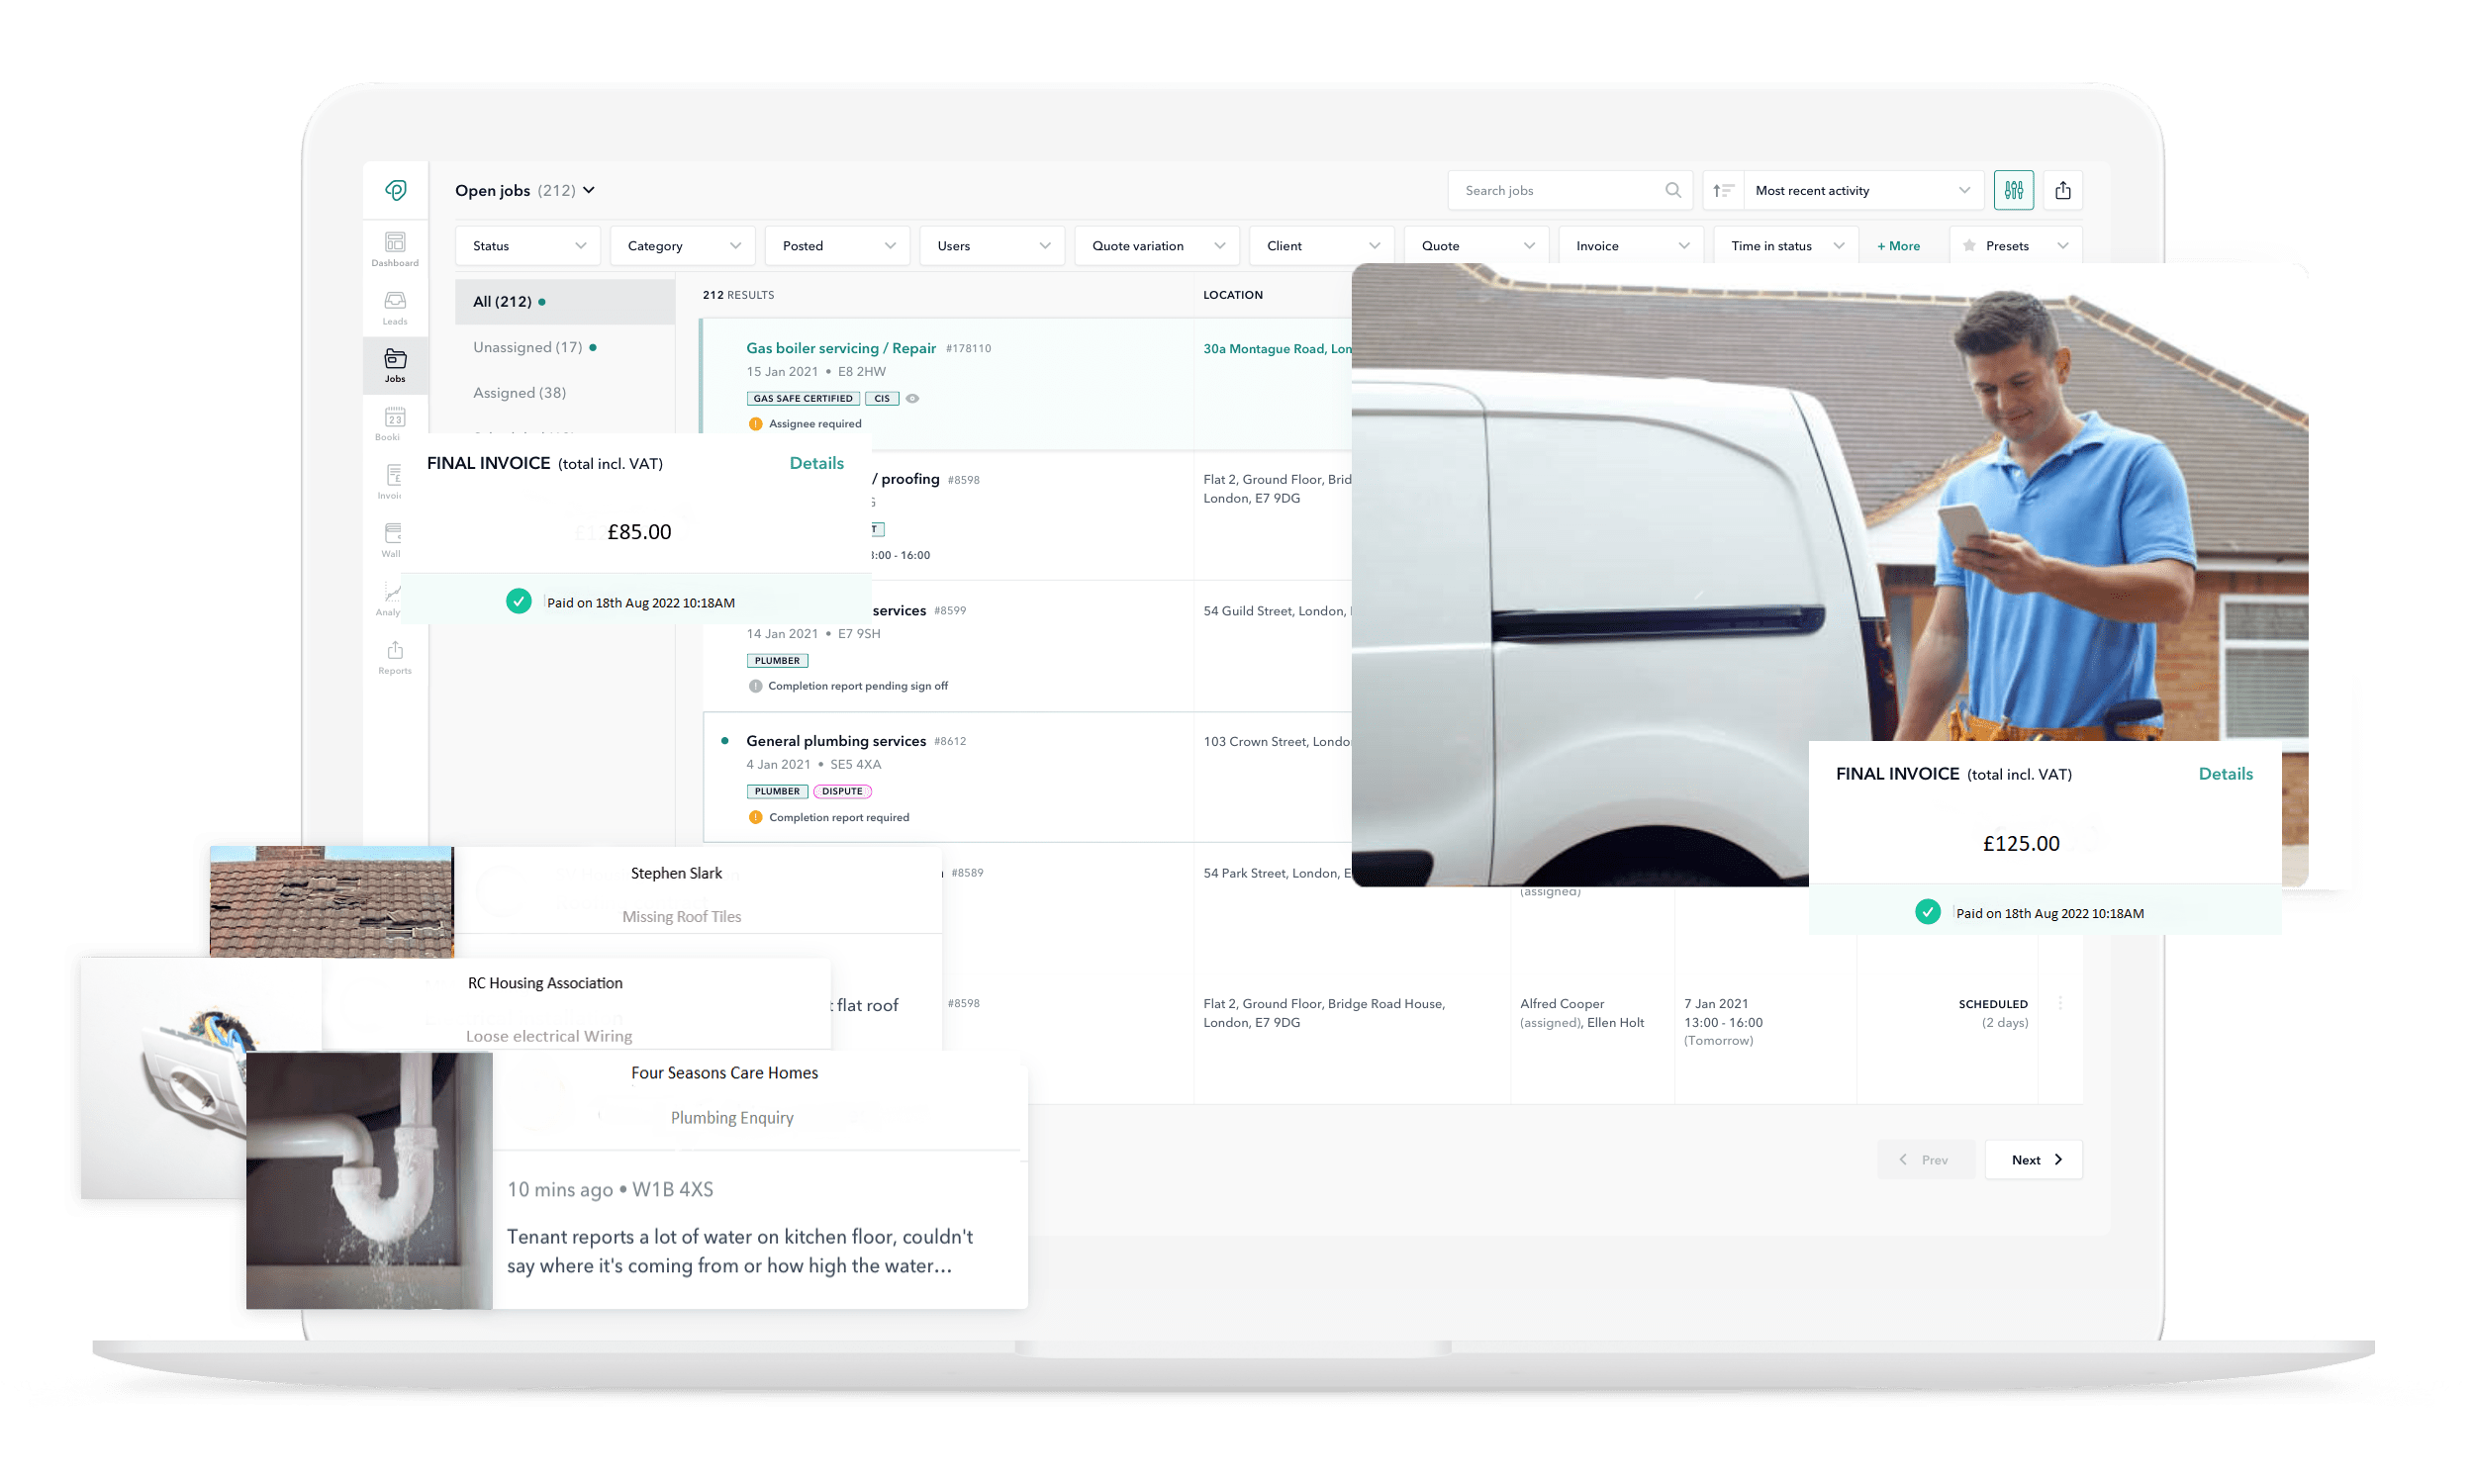 Open jobs (212)
Search jobs
Most recent activity
Status
Category
Posted
Users
Quote variation
Client
Quote
Invoice
Time in status
+ More
Presets
Dashboard
Leads
Jobs
Reports
All (212)
Unassigned (17)
Assigned (38)
212 RESULTS
LOCATION
Gas boiler servicing / Repair #178110
15 Jan 2021 • E8 2HW
GAS SAFE CERTIFIED CIS
Assignee required
30a Montague Road, Lon
FINAL INVOICE (total incl. VAT) Details
£85.00
Paid on 18th Aug 2022 10:18AM
/ proofing #8598
:00 - 16:00
Flat 2, Ground Floor, Brid
London, E7 9DG
services #8599
14 Jan 2021 • E7 9SH
PLUMBER
Completion report pending sign off
54 Guild Street, London,
General plumbing services #8612
4 Jan 2021 • SE5 4XA
PLUMBER DISPUTE
Completion report required
103 Crown Street, Londo
FINAL INVOICE (total incl. VAT) Details
£125.00
Paid on 18th Aug 2022 10:18AM
#8589
54 Park Street, London, E
(assigned)
Stephen Slark
Missing Roof Tiles
RC Housing Association
Loose electrical Wiring
flat roof
#8598
Flat 2, Ground Floor, Bridge Road House,
London, E7 9DG
Alfred Cooper
(assigned), Ellen Holt
7 Jan 2021
13:00 - 16:00
(Tomorrow)
SCHEDULED
(2 days)
Four Seasons Care Homes
Plumbing Enquiry
10 mins ago • W1B 4XS
Tenant reports a lot of water on kitchen floor, couldn't
say where it's coming from or how high the water...
Prev
Next